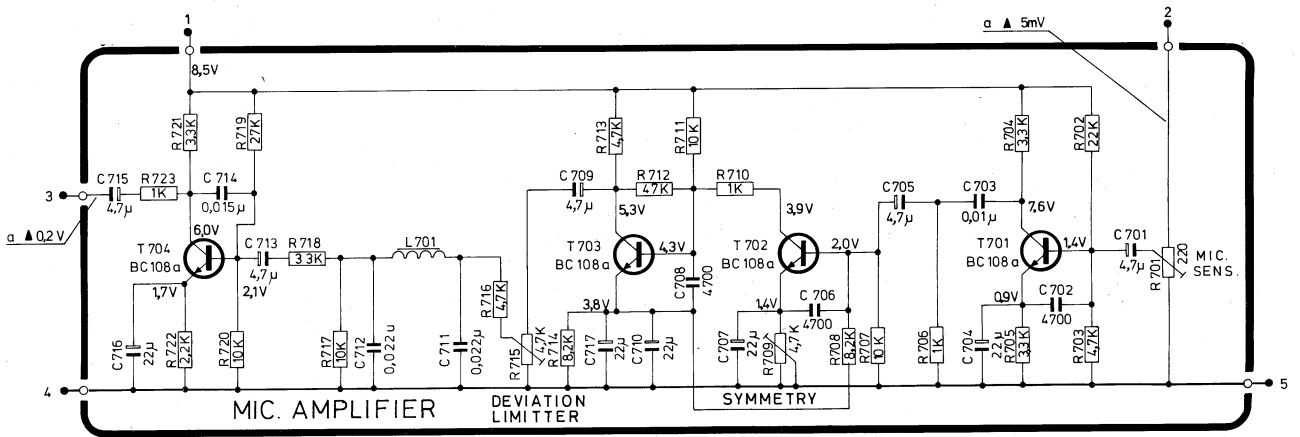 1
2
a ▲ 5mV
8,5V
R721
3,3K
R719
27K
R713
4,7K
R711
10K
R704
3,3K
R702
22K
3
C715
4,7µ
R723
1K
C714
0,015µ
C709
4,7µ
R712
47K
R710
1K
C705
4,7µ
C703
0,01µ
a ▲ 0,2V
6,0V
5,3V
3,9V
7,6V
T704
BC108a
C713
4,7µ
R718
3.3K
L701
T703
BC108a
4,3V
T702
BC108a
2,0V
T701
BC108a
1,4V
C701
4,7µ
R701
220
MIC.
SENS.
1,7V
2,1V
R716
4,7K
C708
4700
3,8V
1,4V
C706
4700
0,9V
C702
4700
C716
22µ
R722
2,2K
R720
10K
R717
10K
C712
0,022u
C711
0,022µ
R715
4,7K
R714
8,2K
C717
22µ
C710
22µ
C707
22µ
R709
4,7K
R708
8,2K
R707
10K
R706
1K
C704
22µ
R705
3,3K
R703
4,7K
4
5
MIC. AMPLIFIER
DEVIATION
LIMITTER
SYMMETRY